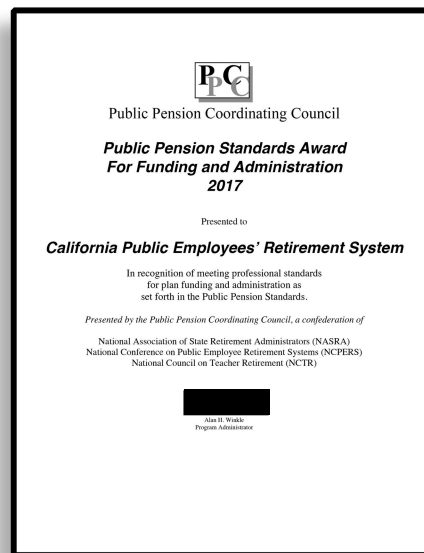 PPCC
Public Pension Coordinating Council
Public Pension Standards Award
For Funding and Administration
2017
Presented to
California Public Employees' Retirement System
In recognition of meeting professional standards
for plan funding and administration as
set forth in the Public Pension Standards.
Presented by the Public Pension Coordinating Council, a confederation of
National Association of State Retirement Administrators (NASRA)
National Conference on Public Employee Retirement Systems (NCPERS)
National Council on Teacher Retirement (NCTR)
Alan H. Winkle
Program Administrator